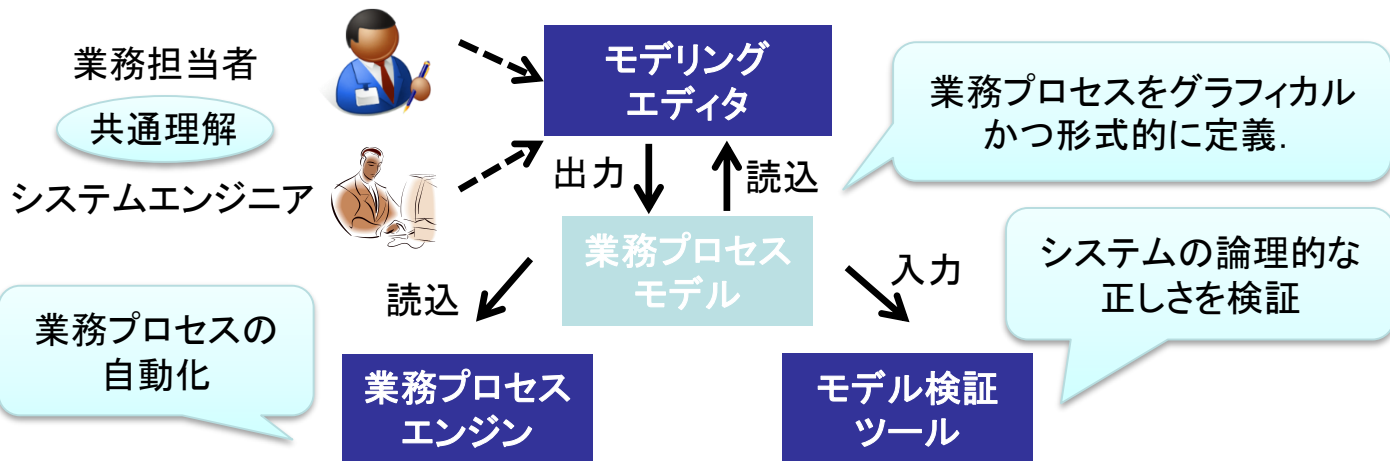 業務担当者
共通理解
システムエンジニア
モデリング
エディタ
業務プロセスをグラフィカル
かつ形式的に定義.
出力
読込
業務プロセス
モデル
システムの論理的な
正しさを検証
読込
入力
業務プロセスの
自動化
業務プロセス
エンジン
モデル検証
ツール